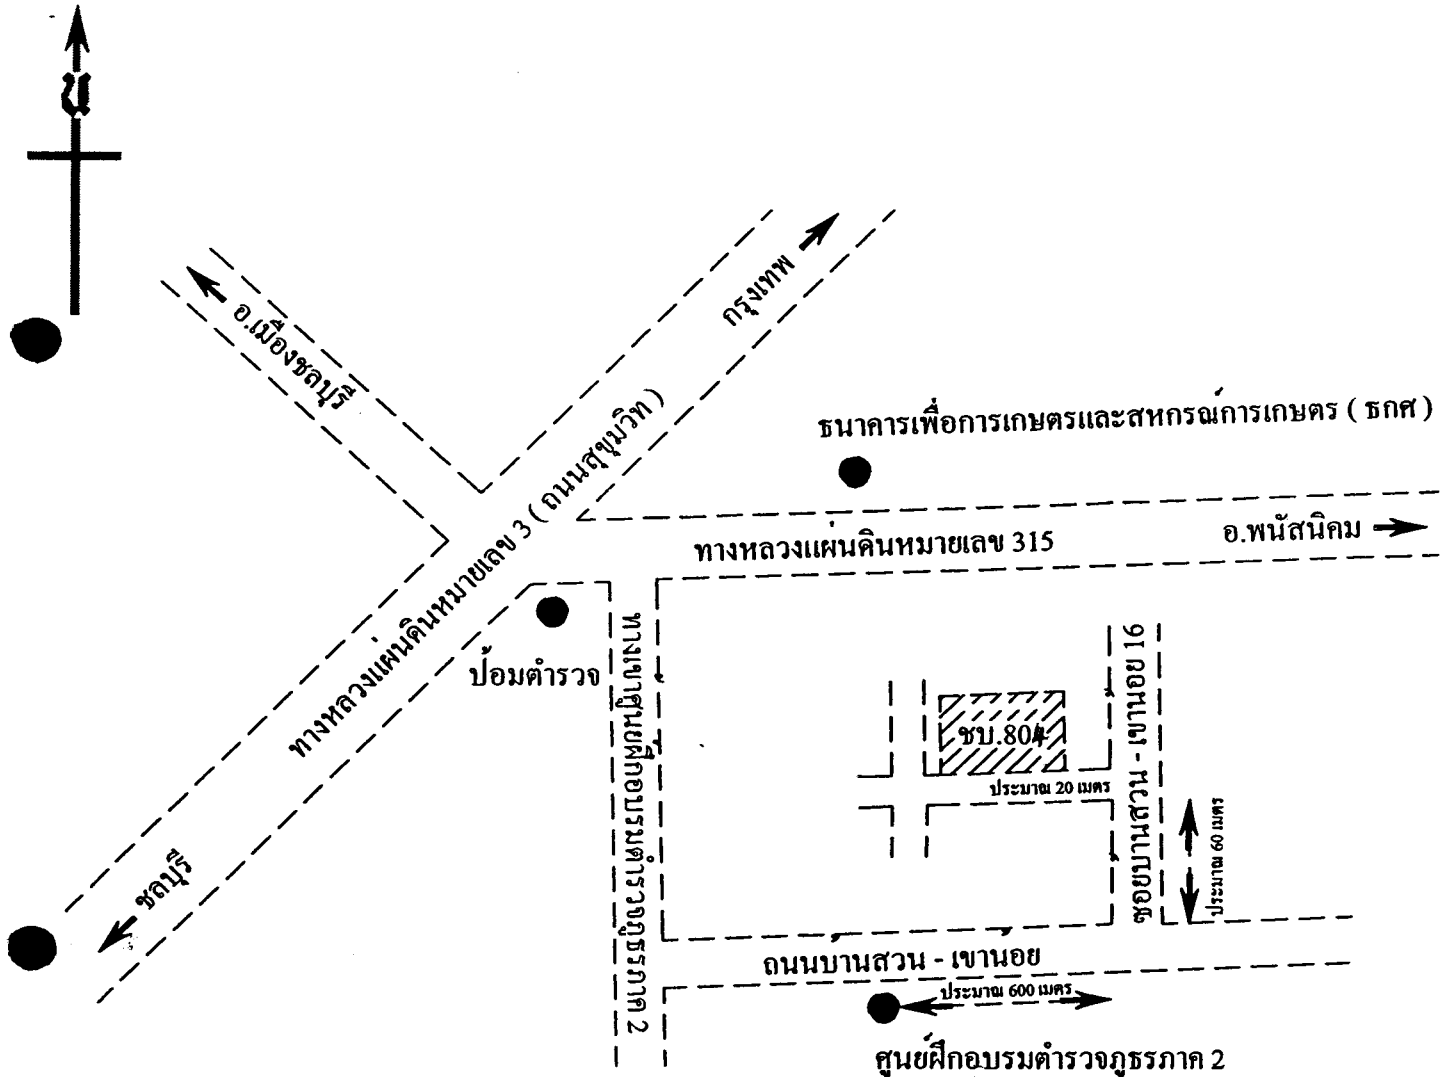 น
กรุงเทพ
อ.เมืองชลบุรี
ธนาคารเพื่อการเกษตรและสหกรณ์การเกษตร ( ธกศ )
ทางหลวงแผ่นดินหมายเลข 3 ( ถนนสุขุมวิท )
ทางหลวงแผ่นดินหมายเลข 315
อ.พนัสนิคม
ป้อมตำรวจ
ทางเขาศูนย์ฝึกอบรมตำรวจภูธรภาค 2
ซอยบ้านสวน - เขาน้อย 16
ชบ.804
ประมาณ 20 เมตร
ประมาณ 60 เมตร
ชลบุรี
ถนนบ้านสวน - เขาน้อย
ประมาณ 600 เมตร
ศูนย์ฝึกอบรมตำรวจภูธรภาค 2